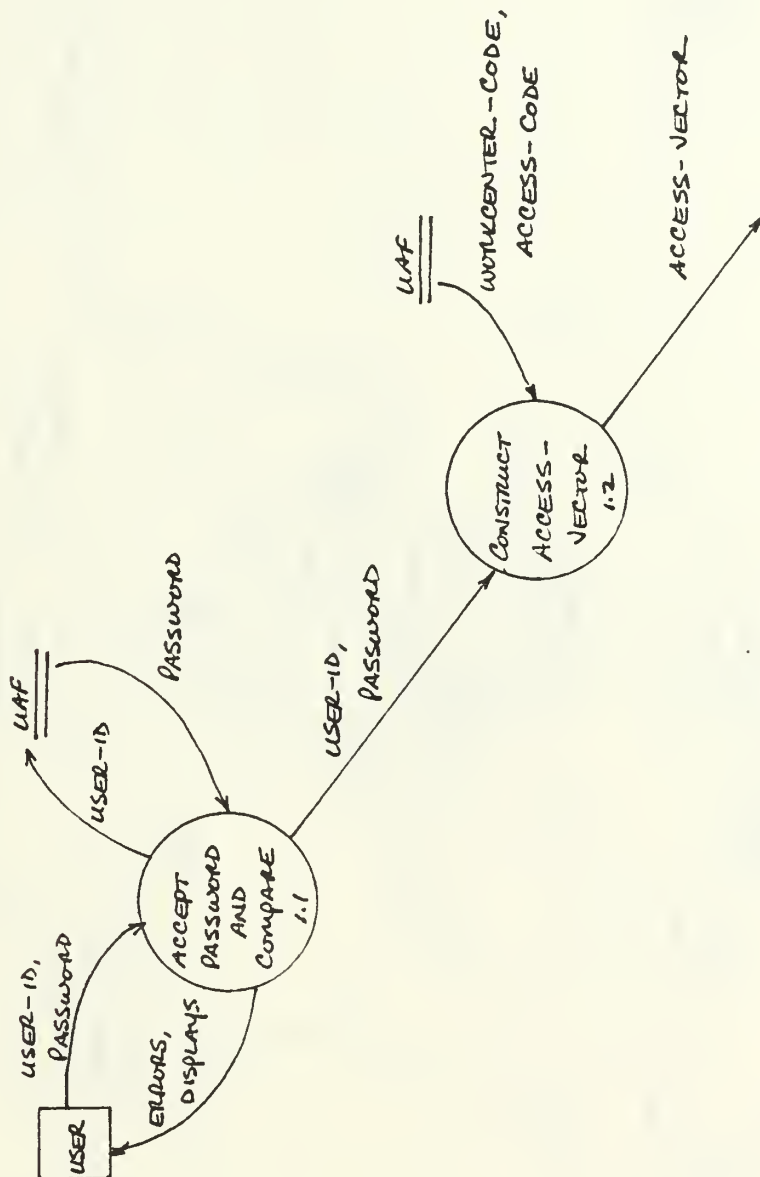 USER
USER-ID,
PASSWORD
ERRORS,
DISPLAYS
ACCEPT
PASSWORD
AND
COMPARE
1.1
USER-ID
UAF
PASSWORD
USER-ID,
PASSWORD
CONSTRUCT
ACCESS-
VECTOR
1.2
UAF
WORKCENTER-CODE,
ACCESS-CODE
ACCESS-VECTOR